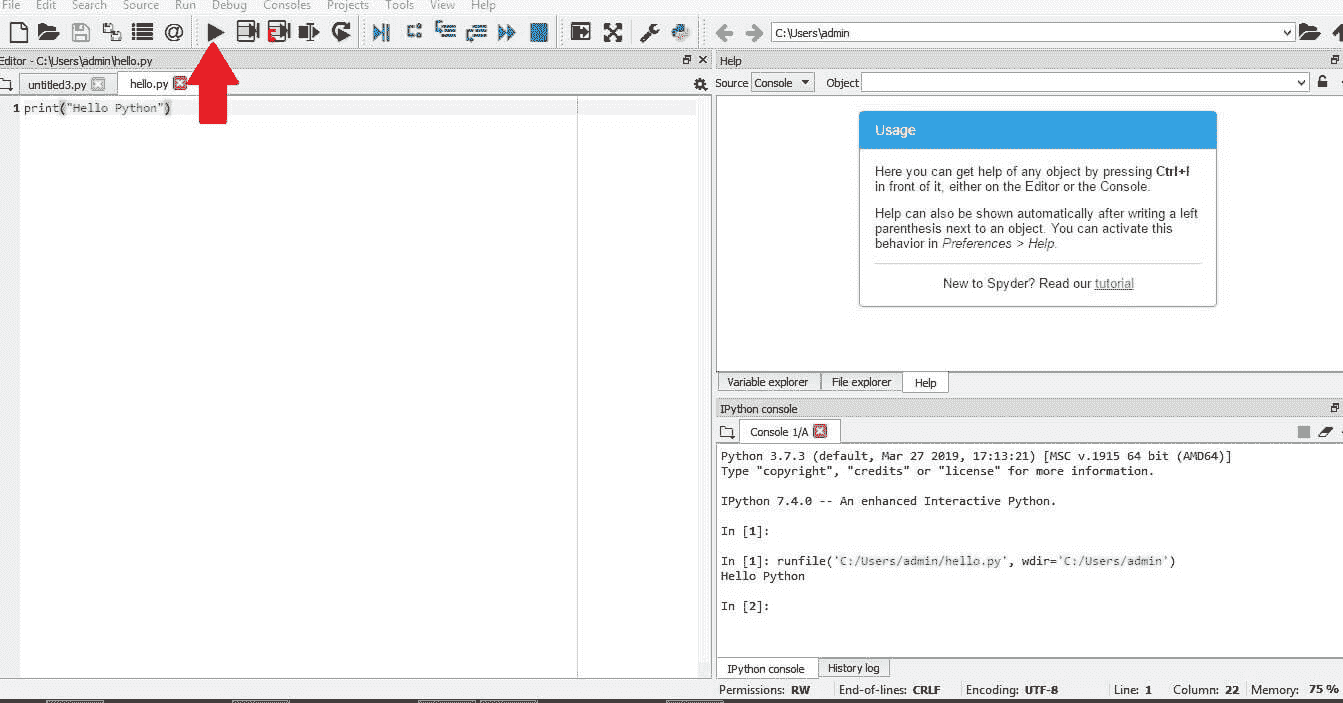 File Edit Search Source Run Debug Consoles Projects Tools View Help
C:\Users\admin
Editor - C:\Users\admin\hello.py
untitled3.py hello.py
1 print("Hello Python")
Help
Source Console Object
Usage
Here you can get help of any object by pressing Ctrl+I
in front of it, either on the Editor or the Console.
Help can also be shown automatically after writing a left
parenthesis next to an object. You can activate this
behavior in Preferences > Help.
New to Spyder? Read our tutorial
Variable explorer File explorer Help
IPython console
Console 1/A
Python 3.7.3 (default, Mar 27 2019, 17:13:21) [MSC v.1915 64 bit (AMD64)]
Type "copyright", "credits" or "license" for more information.
IPython 7.4.0 -- An enhanced Interactive Python.
In [1]:
In [1]: runfile('C:/Users/admin/hello.py', wdir='C:/Users/admin')
Hello Python
In [2]:
IPython console History log
Permissions: RW End-of-lines: CRLF Encoding: UTF-8 Line: 1 Column: 22 Memory: 75 %